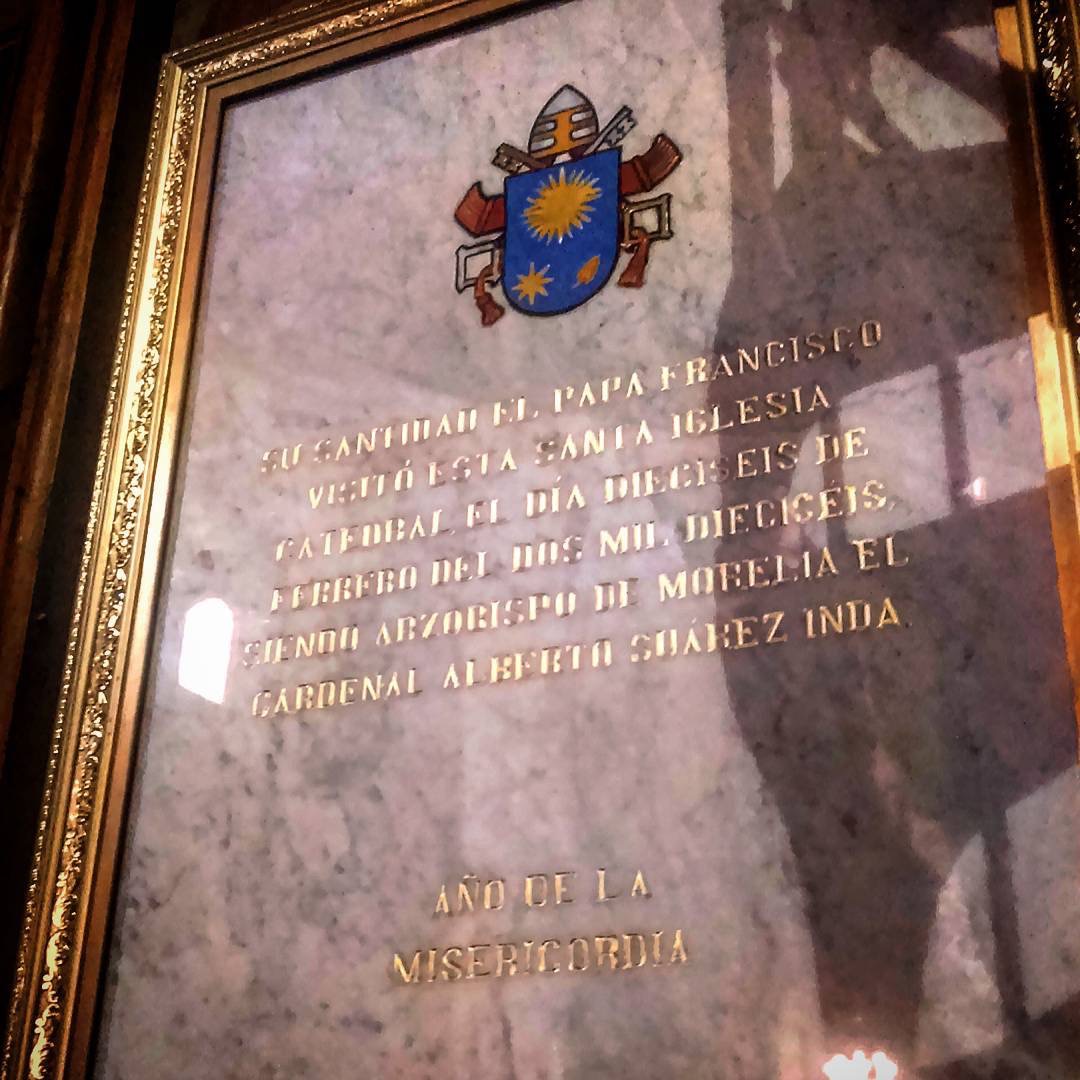 SU SANTIDAD EL PAPA FRANCISCO
VISITÓ ESTA SANTA IGLESIA
CATEDRAL EL DÍA DIECISEIS DE
FEBRERO DEL DOS MIL DIECISÉIS,
SIENDO ARZOBISPO DE MORELIA EL
CARDENAL ALBERTO SUÁREZ INDA.
AÑO DE LA
MISERICORDIA